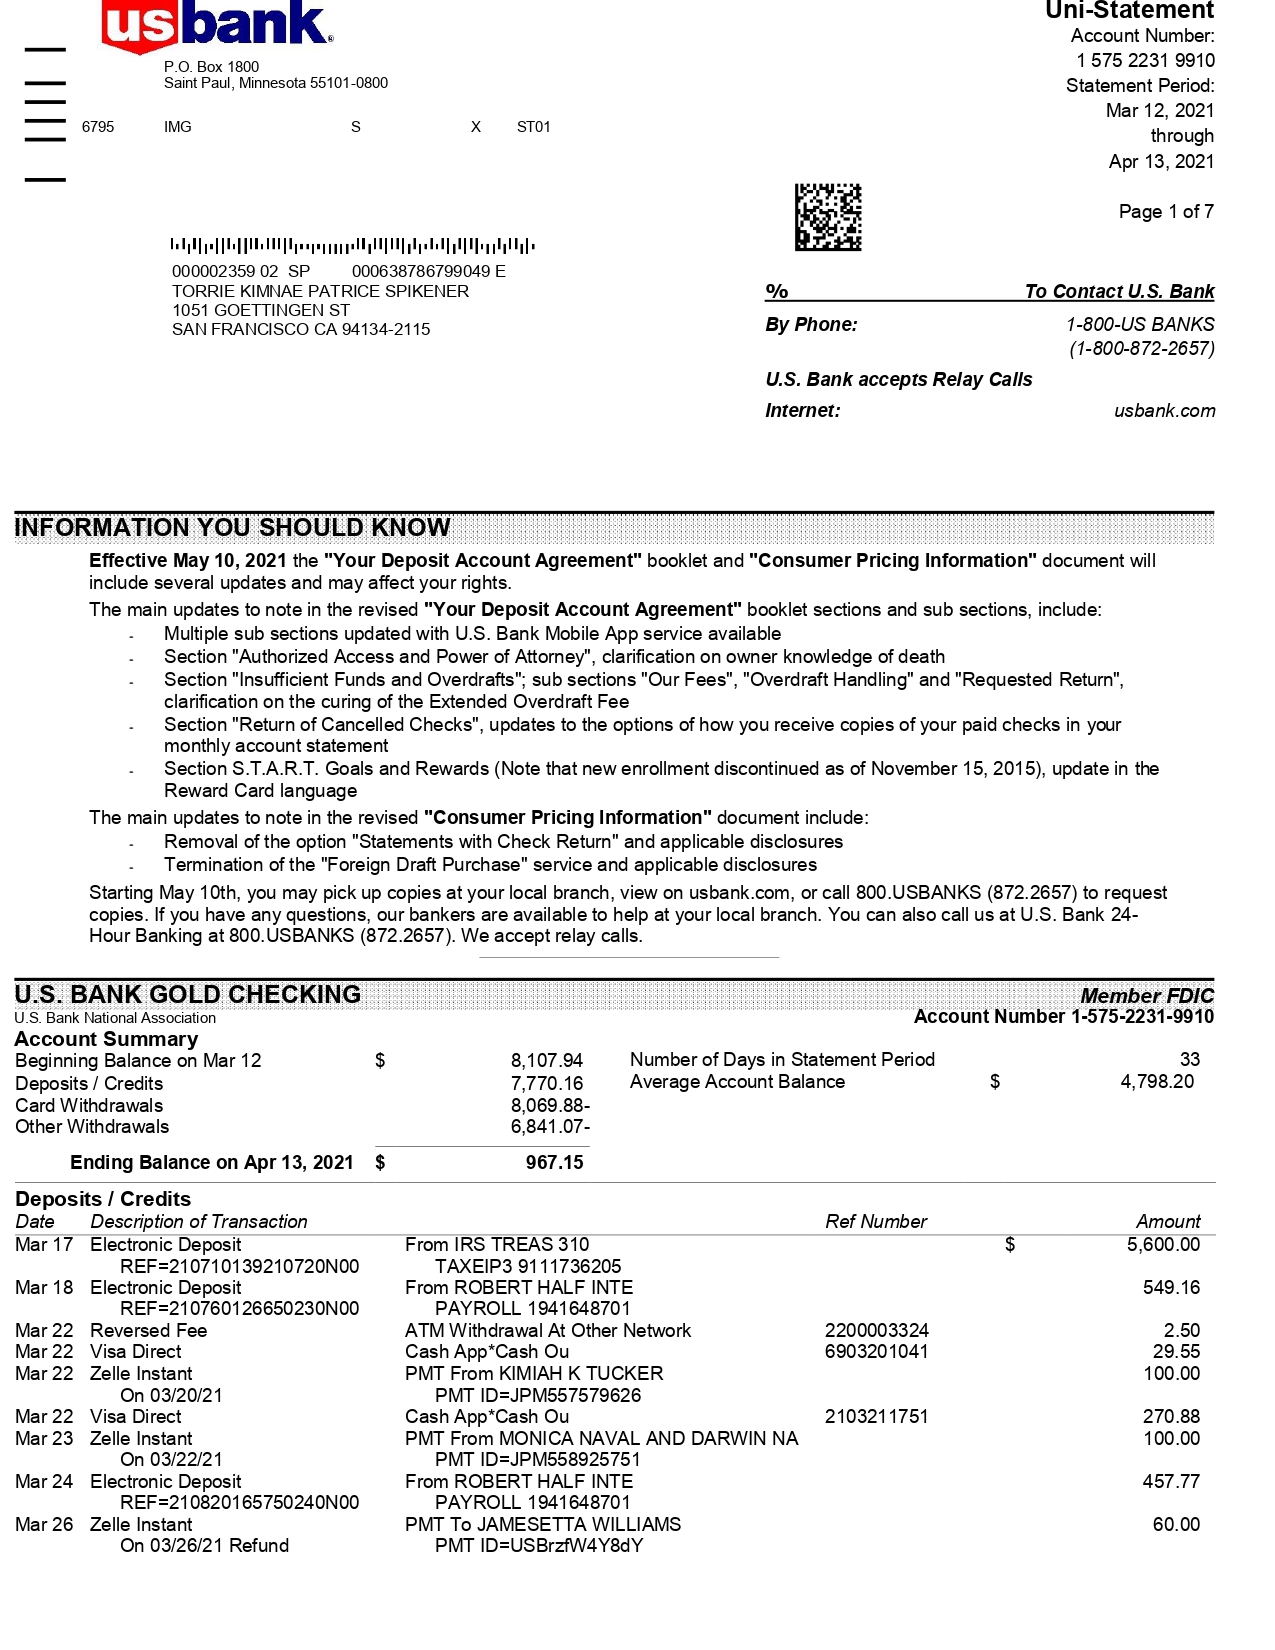 usbank®
P.O. Box 1800
Saint Paul, Minnesota 55101-0800
6795 IMG S X ST01
Uni-Statement
Account Number:
1 575 2231 9910
Statement Period:
Mar 12, 2021
through
Apr 13, 2021
Page 1 of 7
000002359 02 SP 000638786799049 E
TORRIE KIMNAE PATRICE SPIKENER
1051 GOETTINGEN ST
SAN FRANCISCO CA 94134-2115
% To Contact U.S. Bank
By Phone: 1-800-US BANKS
(1-800-872-2657)
U.S. Bank accepts Relay Calls
Internet: usbank.com
INFORMATION YOU SHOULD KNOW
Effective May 10, 2021 the "Your Deposit Account Agreement" booklet and "Consumer Pricing Information" document will
include several updates and may affect your rights.
The main updates to note in the revised "Your Deposit Account Agreement" booklet sections and sub sections, include:
- Multiple sub sections updated with U.S. Bank Mobile App service available
- Section "Authorized Access and Power of Attorney", clarification on owner knowledge of death
- Section "Insufficient Funds and Overdrafts"; sub sections "Our Fees", "Overdraft Handling" and "Requested Return",
clarification on the curing of the Extended Overdraft Fee
- Section "Return of Cancelled Checks", updates to the options of how you receive copies of your paid checks in your
monthly account statement
- Section S.T.A.R.T. Goals and Rewards (Note that new enrollment discontinued as of November 15, 2015), update in the
Reward Card language
The main updates to note in the revised "Consumer Pricing Information" document include:
- Removal of the option "Statements with Check Return" and applicable disclosures
- Termination of the "Foreign Draft Purchase" service and applicable disclosures
Starting May 10th, you may pick up copies at your local branch, view on usbank.com, or call 800.USBANKS (872.2657) to request
copies. If you have any questions, our bankers are available to help at your local branch. You can also call us at U.S. Bank 24-
Hour Banking at 800.USBANKS (872.2657). We accept relay calls.
U.S. BANK GOLD CHECKING Member FDIC
U.S. Bank National Association Account Number 1-575-2231-9910
Account Summary
Beginning Balance on Mar 12 $ 8,107.94 Number of Days in Statement Period 33
Deposits / Credits 7,770.16 Average Account Balance $ 4,798.20
Card Withdrawals 8,069.88-
Other Withdrawals 6,841.07-
Ending Balance on Apr 13, 2021 $ 967.15
Deposits / Credits
Date Description of Transaction Ref Number Amount
Mar 17 Electronic Deposit From IRS TREAS 310 $ 5,600.00
REF=210710139210720N00 TAXEIP3 9111736205
Mar 18 Electronic Deposit From ROBERT HALF INTE 549.16
REF=210760126650230N00 PAYROLL 1941648701
Mar 22 Reversed Fee ATM Withdrawal At Other Network 2200003324 2.50
Mar 22 Visa Direct Cash App*Cash Ou 6903201041 29.55
Mar 22 Zelle Instant PMT From KIMIAH K TUCKER 100.00
On 03/20/21 PMT ID=JPM557579626
Mar 22 Visa Direct Cash App*Cash Ou 2103211751 270.88
Mar 23 Zelle Instant PMT From MONICA NAVAL AND DARWIN NA 100.00
On 03/22/21 PMT ID=JPM558925751
Mar 24 Electronic Deposit From ROBERT HALF INTE 457.77
REF=210820165750240N00 PAYROLL 1941648701
Mar 26 Zelle Instant PMT To JAMESETTA WILLIAMS 60.00
On 03/26/21 Refund PMT ID=USBrzfW4Y8dY